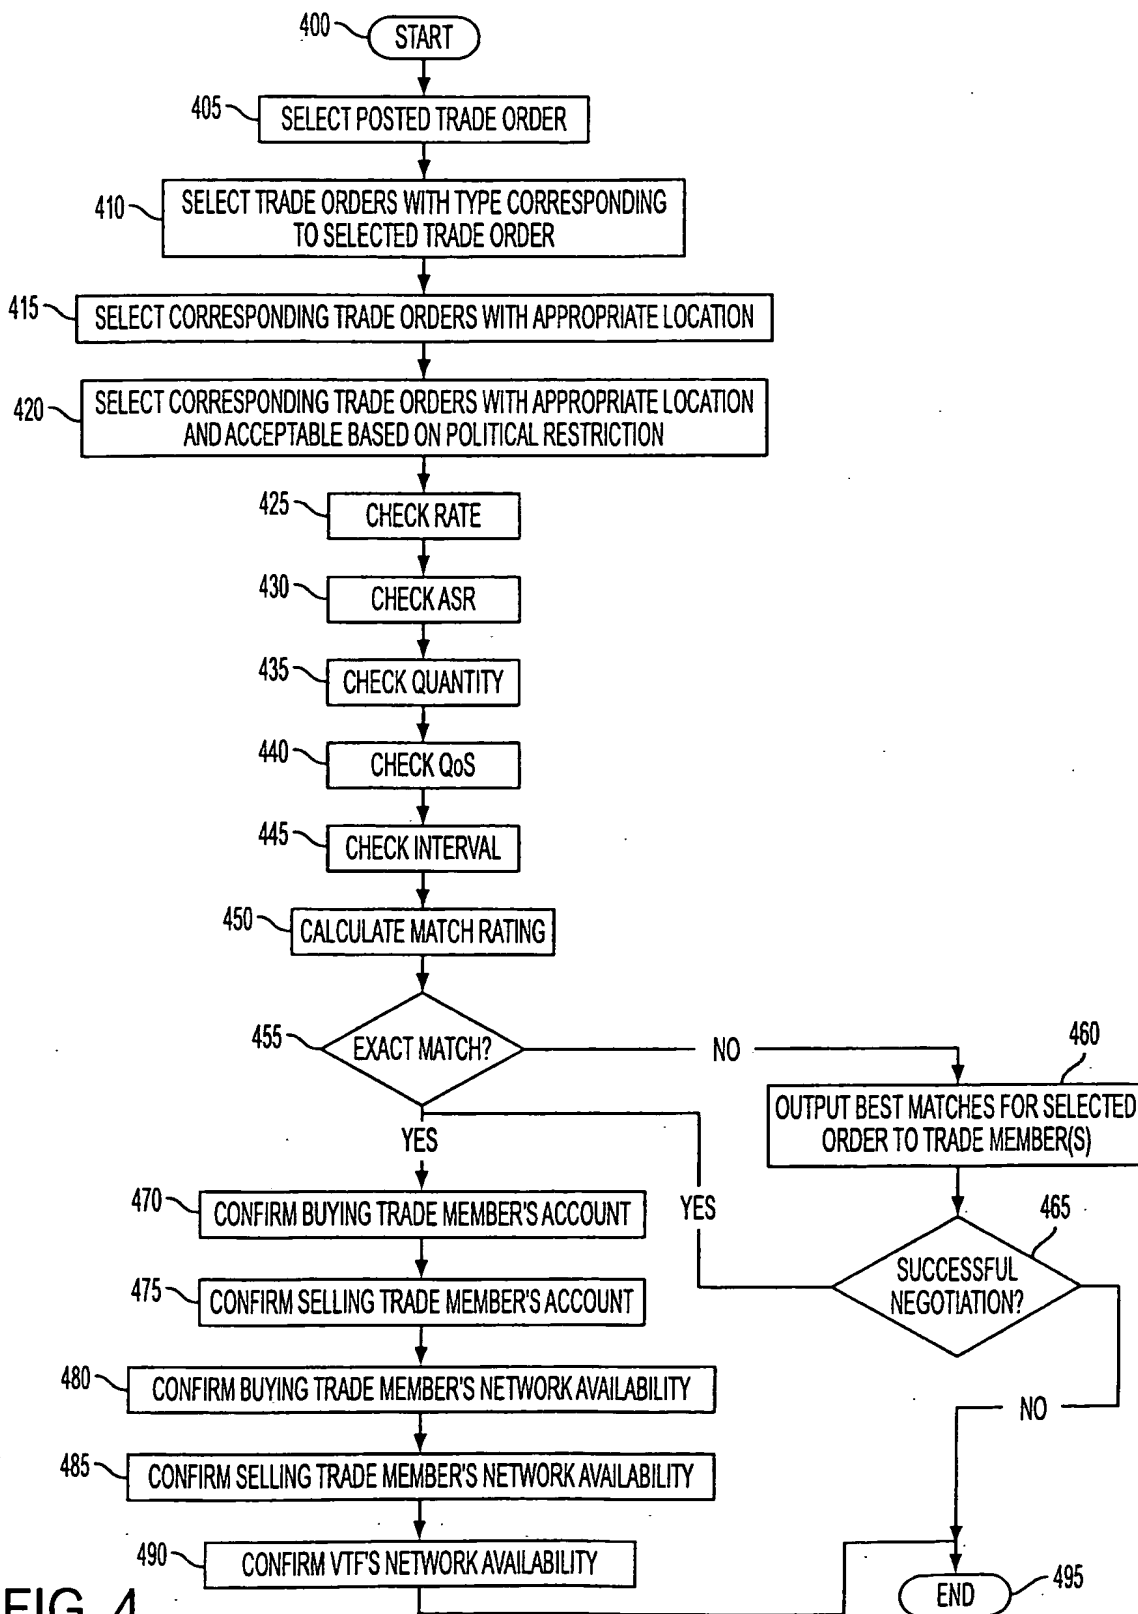 400
START
405
SELECT POSTED TRADE ORDER
410
SELECT TRADE ORDERS WITH TYPE CORRESPONDING
TO SELECTED TRADE ORDER
415
SELECT CORRESPONDING TRADE ORDERS WITH APPROPRIATE LOCATION
420
SELECT CORRESPONDING TRADE ORDERS WITH APPROPRIATE LOCATION
AND ACCEPTABLE BASED ON POLITICAL RESTRICTION
425
CHECK RATE
430
CHECK ASR
435
CHECK QUANTITY
440
CHECK QoS
445
CHECK INTERVAL
450
CALCULATE MATCH RATING
455
EXACT MATCH?
NO
460
OUTPUT BEST MATCHES FOR SELECTED
ORDER TO TRADE MEMBER(S)
YES
470
CONFIRM BUYING TRADE MEMBER'S ACCOUNT
YES
465
SUCCESSFUL
NEGOTIATION?
475
CONFIRM SELLING TRADE MEMBER'S ACCOUNT
480
CONFIRM BUYING TRADE MEMBER'S NETWORK AVAILABILITY
NO
485
CONFIRM SELLING TRADE MEMBER'S NETWORK AVAILABILITY
490
CONFIRM VTF'S NETWORK AVAILABILITY
END
495
FIG. 4